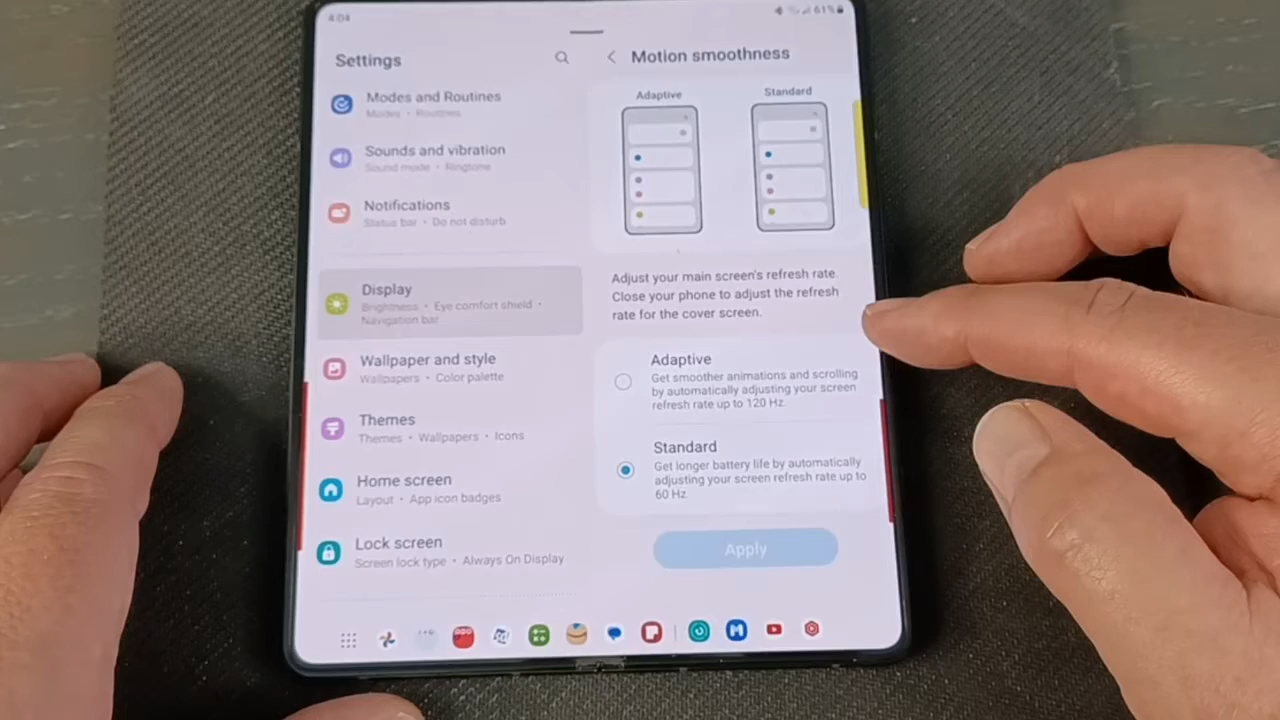 4:04
61%
Settings
Modes and Routines
Modes • Routines
Sounds and vibration
Sound mode • Ringtone
Notifications
Status bar • Do not disturb
Display
Brightness • Eye comfort shield •
Navigation bar
Wallpaper and style
Wallpapers • Color palette
Themes
Themes • Wallpapers • Icons
Home screen
Layout • App icon badges
Lock screen
Screen lock type • Always On Display
Motion smoothness
Adaptive
Standard
Adjust your main screen's refresh rate.
Close your phone to adjust the refresh
rate for the cover screen.
Adaptive
Get smoother animations and scrolling
by automatically adjusting your screen
refresh rate up to 120 Hz.
Standard
Get longer battery life by automatically
adjusting your screen refresh rate up to
60 Hz.
Apply